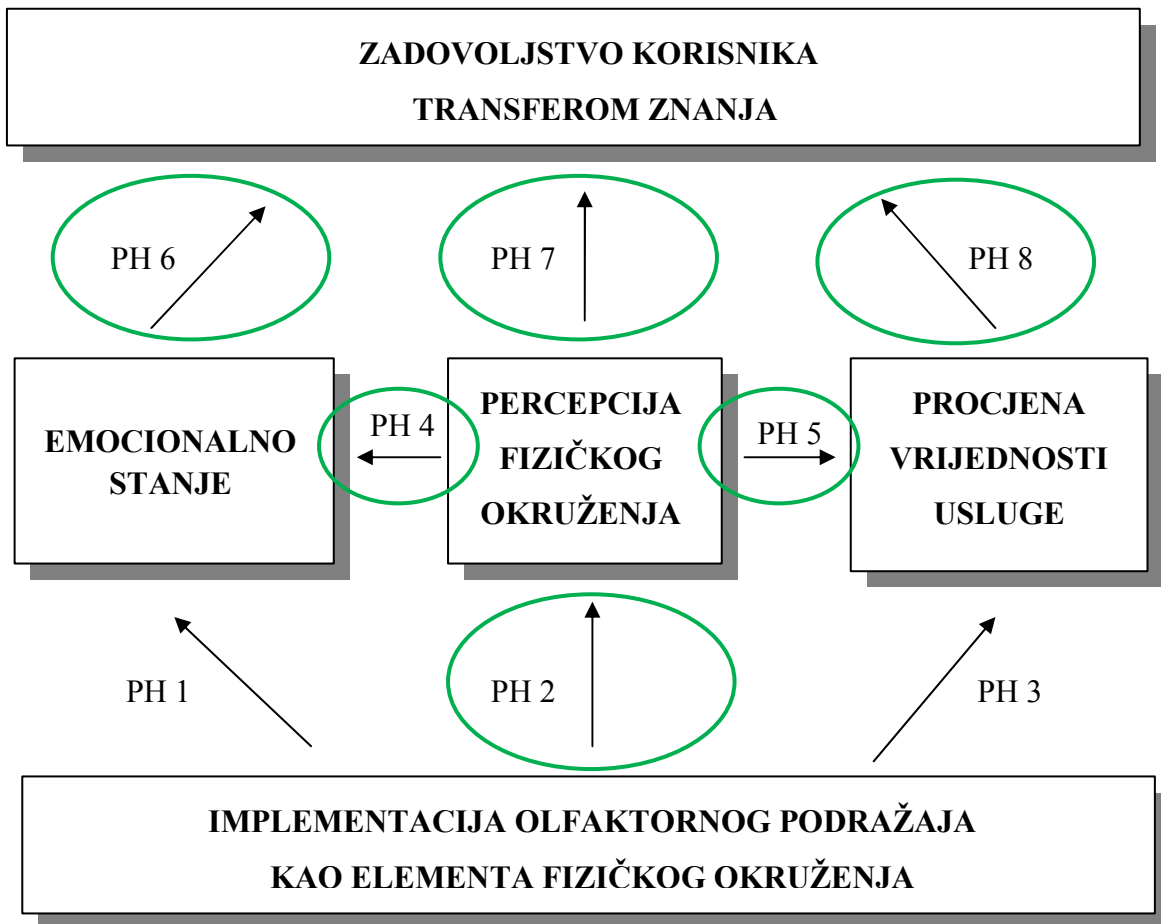 ZADOVOLJSTVO KORISNIKA
TRANSFEROM ZNANJA
PH 6
PH 7
PH 8
EMOCIONALNO
STANJE
PH 4
PERCEPCIJA
FIZIČKOG
OKRUŽENJA
PH 5
PROCJENA
VRIJEDNOSTI
USLUGE
PH 1
PH 2
PH 3
IMPLEMENTACIJA OLFAKTORNOG PODRAŽAJA
KAO ELEMENTA FIZIČKOG OKRUŽENJA